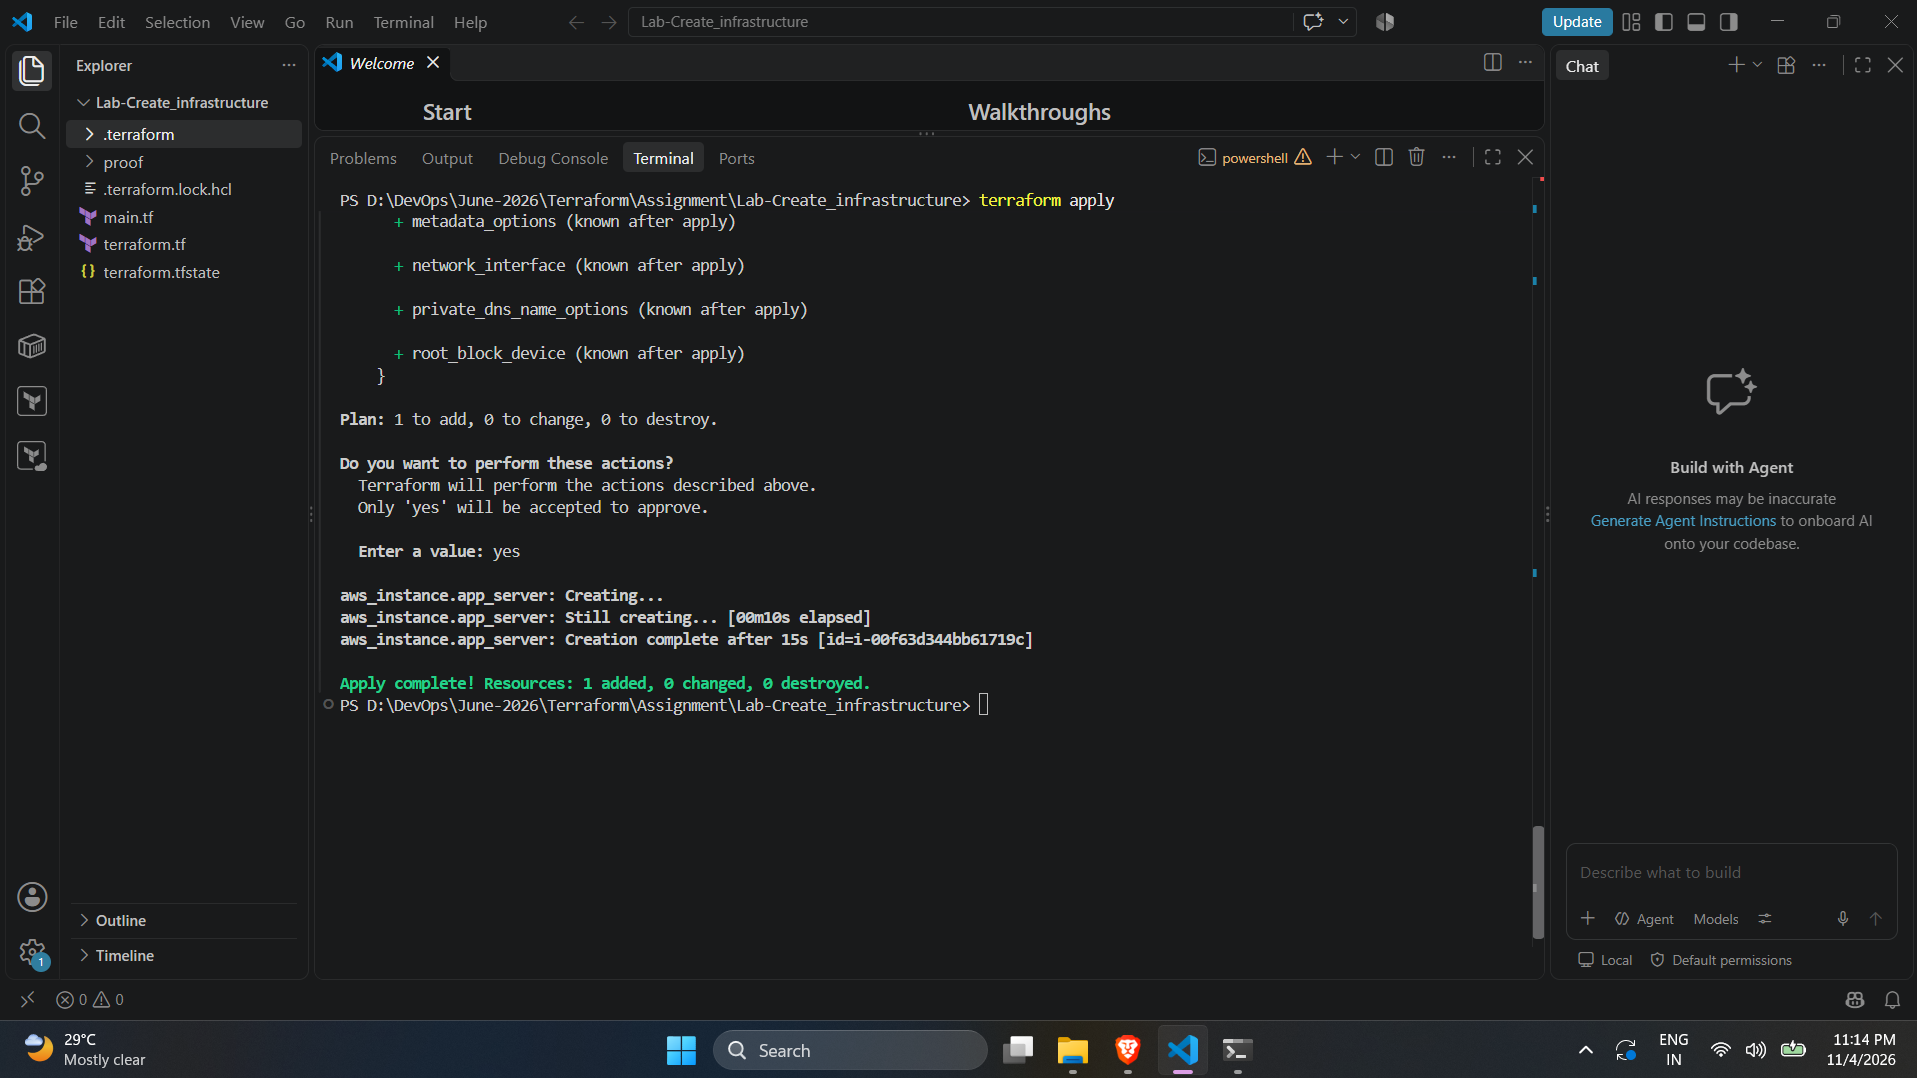 File Edit Selection View Go Run Terminal Help
Lab-Create_infrastructure
Update
Explorer
Lab-Create_infrastructure
.terraform
proof
.terraform.lock.hcl
main.tf
terraform.tf
terraform.tfstate
Outline
Timeline
Welcome
Start
Walkthroughs
Problems Output Debug Console Terminal Ports
powershell
PS D:\DevOps\June-2026\Terraform\Assignment\Lab-Create_infrastructure> terraform apply
+ metadata_options (known after apply)
+ network_interface (known after apply)
+ private_dns_name_options (known after apply)
+ root_block_device (known after apply)
}
Plan: 1 to add, 0 to change, 0 to destroy.
Do you want to perform these actions?
Terraform will perform the actions described above.
Only 'yes' will be accepted to approve.
Enter a value: yes
aws_instance.app_server: Creating...
aws_instance.app_server: Still creating... [00m10s elapsed]
aws_instance.app_server: Creation complete after 15s [id=i-00f63d344bb61719c]
Apply complete! Resources: 1 added, 0 changed, 0 destroyed.
PS D:\DevOps\June-2026\Terraform\Assignment\Lab-Create_infrastructure>
Chat
Build with Agent
AI responses may be inaccurate
Generate Agent Instructions to onboard AI
onto your codebase.
Describe what to build
Agent Models
Local Default permissions
1
0 0
29°C
Mostly clear
Search
ENG
IN
11:14 PM
11/4/2026